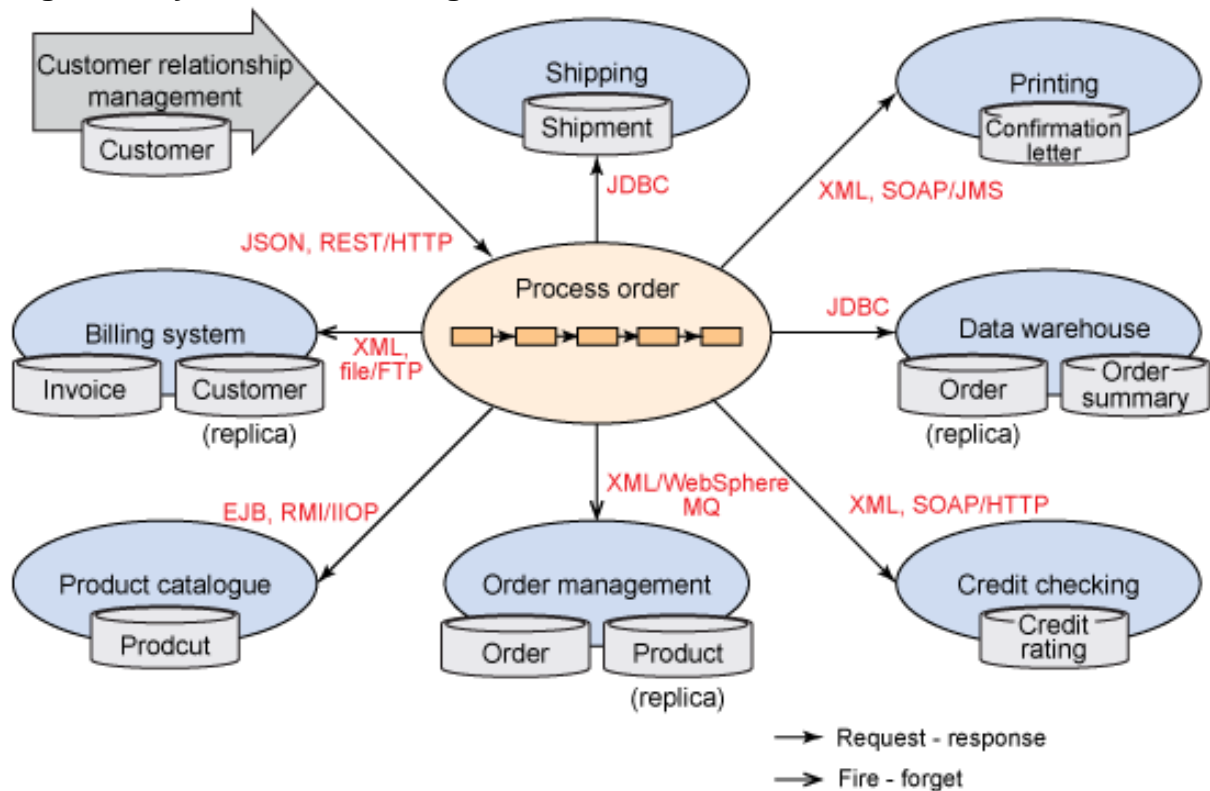 Customer relationship
management
Customer
Shipping
Shipment
Printing
Confirmation
letter
JDBC
XML, SOAP/JMS
JSON, REST/HTTP
Process order
Billing system
Invoice
Customer
(replica)
XML,
file/FTP
JDBC
Data warehouse
Order
(replica)
Order
summary
EJB, RMI/IIOP
XML/WebSphere
MQ
XML, SOAP/HTTP
Product catalogue
Prodcut
Order management
Order
Product
(replica)
Credit checking
Credit
rating
Request - response
Fire - forget